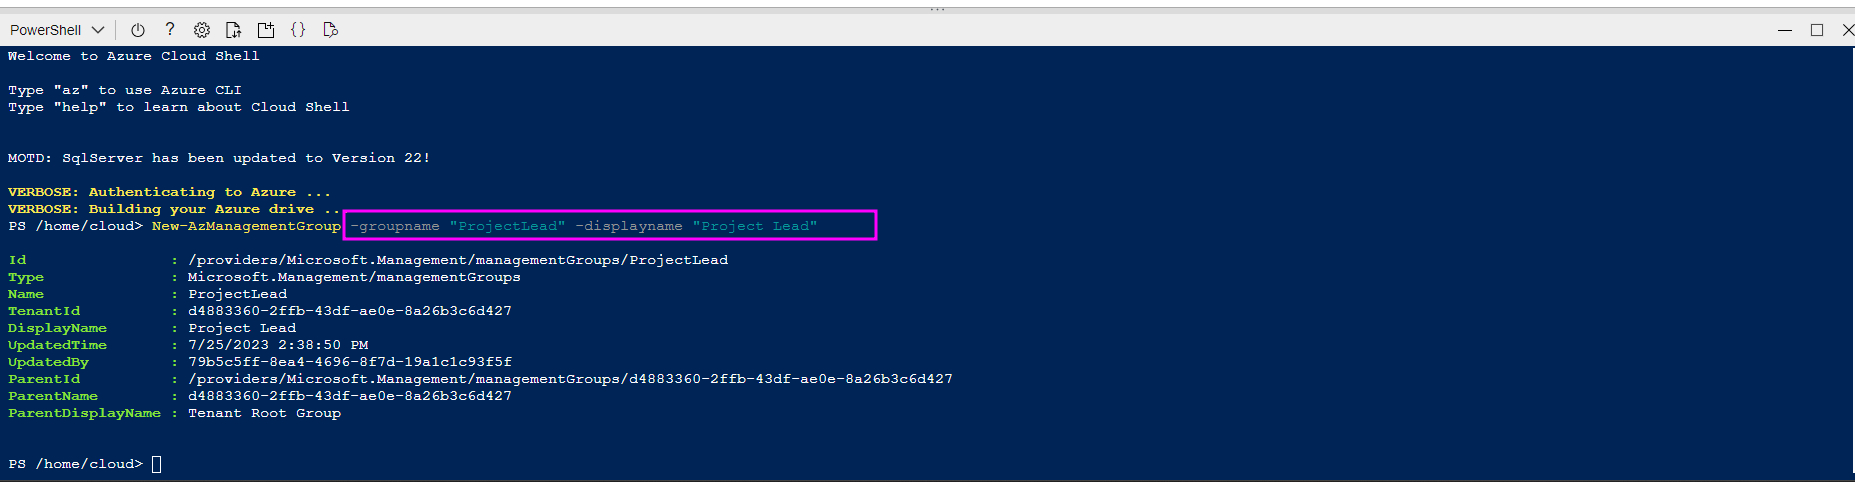 PowerShell
Welcome to Azure Cloud Shell
Type "az" to use Azure CLI
Type "help" to learn about Cloud Shell
MOTD: SqlServer has been updated to Version 22!
VERBOSE: Authenticating to Azure ...
VERBOSE: Building your Azure drive ..
PS /home/cloud> New-AzManagementGroup -groupname "ProjectLead" -displayname "Project Lead"
Id : /providers/Microsoft.Management/managementGroups/ProjectLead
Type : Microsoft.Management/managementGroups
Name : ProjectLead
TenantId : d4883360-2ffb-43df-ae0e-8a26b3c6d427
DisplayName : Project Lead
UpdatedTime : 7/25/2023 2:38:50 PM
UpdatedBy : 79b5c5ff-8ea4-4696-8f7d-19a1c1c93f5f
ParentId : /providers/Microsoft.Management/managementGroups/d4883360-2ffb-43df-ae0e-8a26b3c6d427
ParentName : d4883360-2ffb-43df-ae0e-8a26b3c6d427
ParentDisplayName : Tenant Root Group
PS /home/cloud>